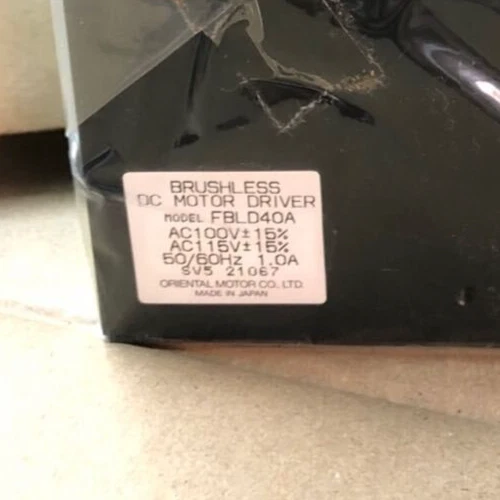 BRUSHLESS
DC MOTOR DRIVER
MODEL FBLD40A
AC100V±15%
AC115V±15%
50/60Hz 1.0A
SV5 21067
ORIENTAL MOTOR CO., LTD.
MADE IN JAPAN